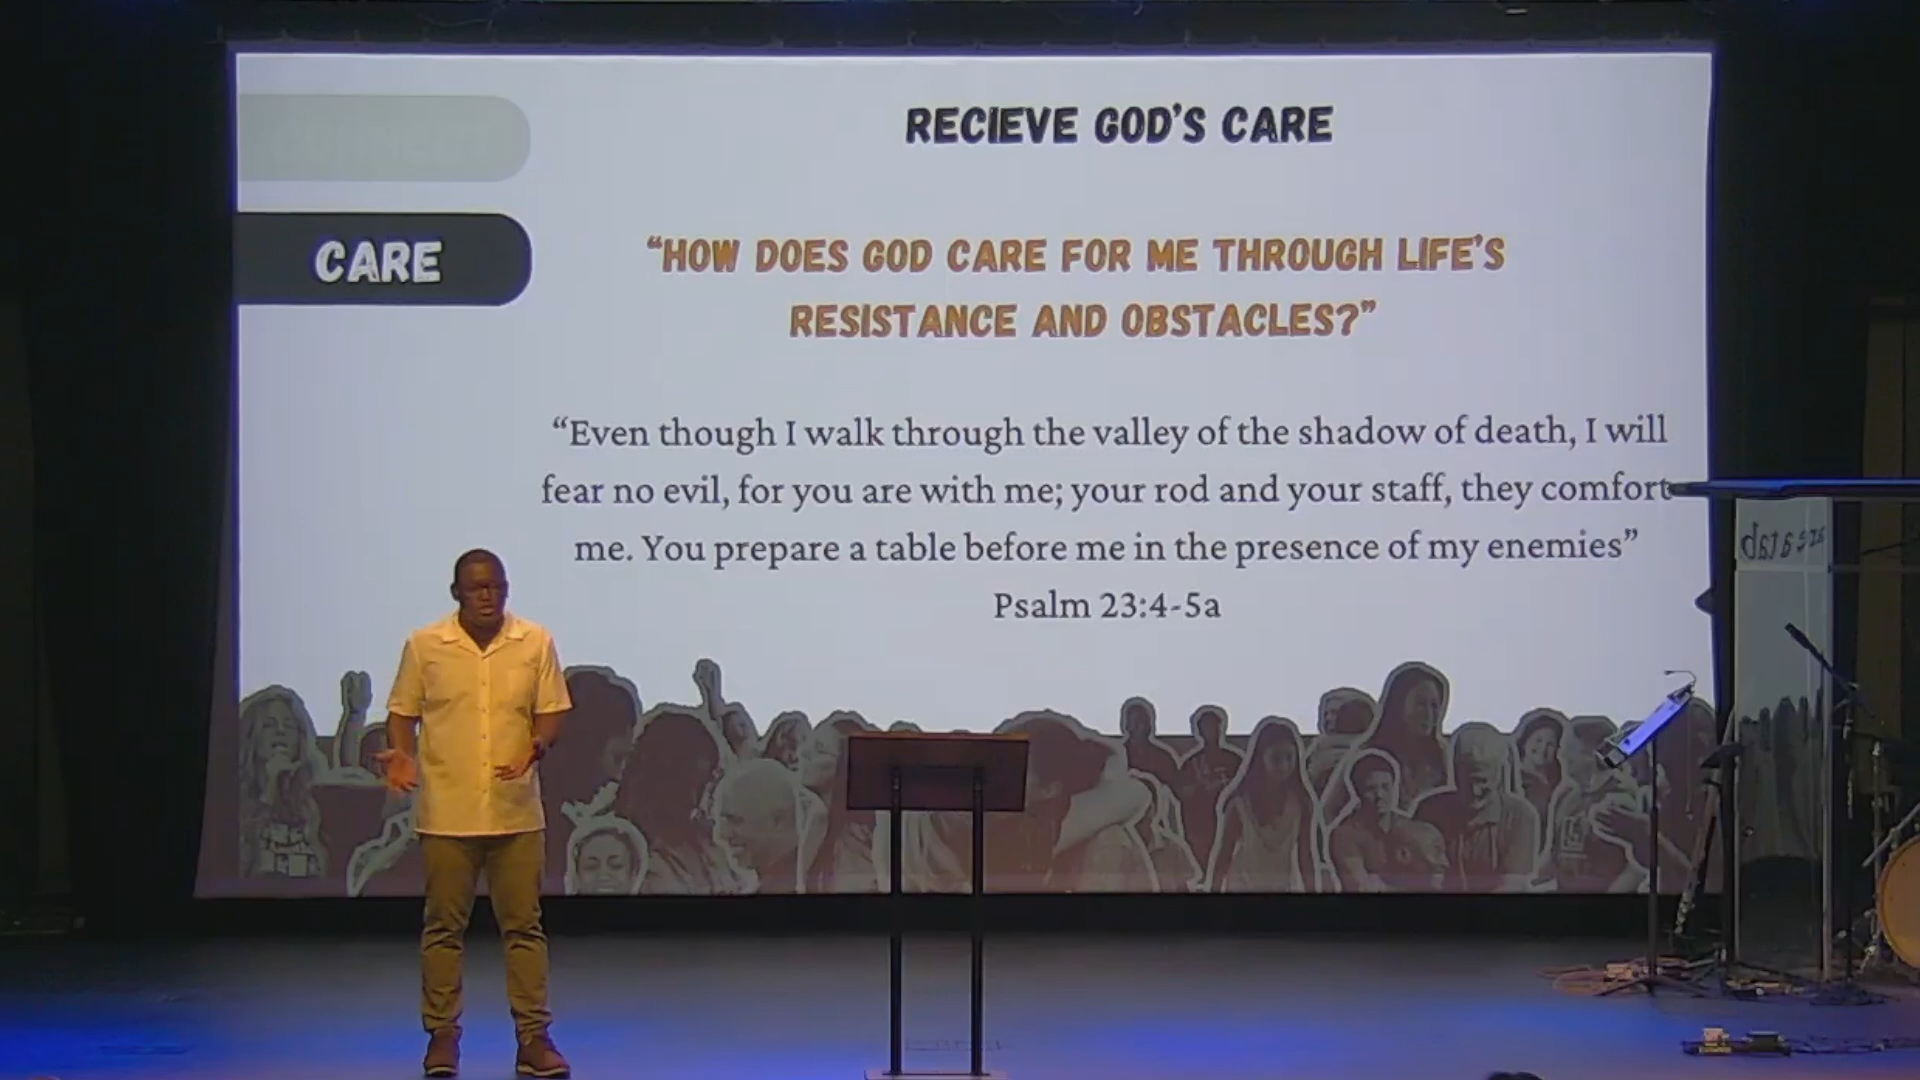 RECIEVE GOD'S CARE
CARE
"HOW DOES GOD CARE FOR ME THROUGH LIFE'S
RESISTANCE AND OBSTACLES?"
"Even though I walk through the valley of the shadow of death, I will
fear no evil, for you are with me; your rod and your staff, they comfort
me. You prepare a table before me in the presence of my enemies"
Psalm 23:4-5a